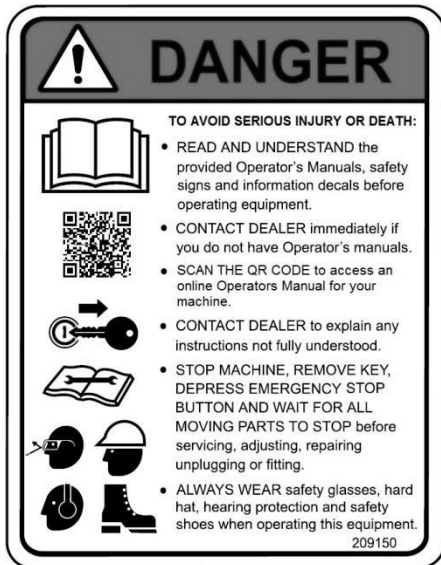 DANGER
TO AVOID SERIOUS INJURY OR DEATH:
• READ AND UNDERSTAND the
provided Operator's Manuals, safety
signs and information decals before
operating equipment.
• CONTACT DEALER immediately if
you do not have Operator's manuals.
• SCAN THE QR CODE to access an
online Operators Manual for your
machine.
• CONTACT DEALER to explain any
instructions not fully understood.
• STOP MACHINE, REMOVE KEY,
DEPRESS EMERGENCY STOP
BUTTON AND WAIT FOR ALL
MOVING PARTS TO STOP before
servicing, adjusting, repairing
unplugging or fitting.
• ALWAYS WEAR safety glasses, hard
hat, hearing protection and safety
shoes when operating this equipment.
209150